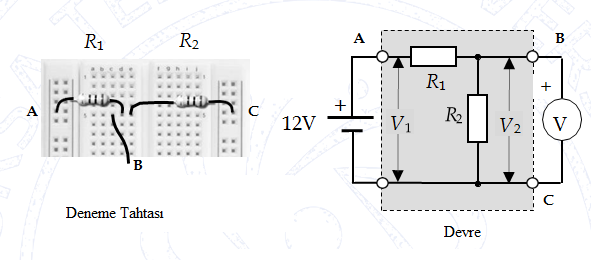 R1 R2
A C
B
Deneme Tahtası
A B
R1
12V + V1 R2 V2 + V
C
Devre